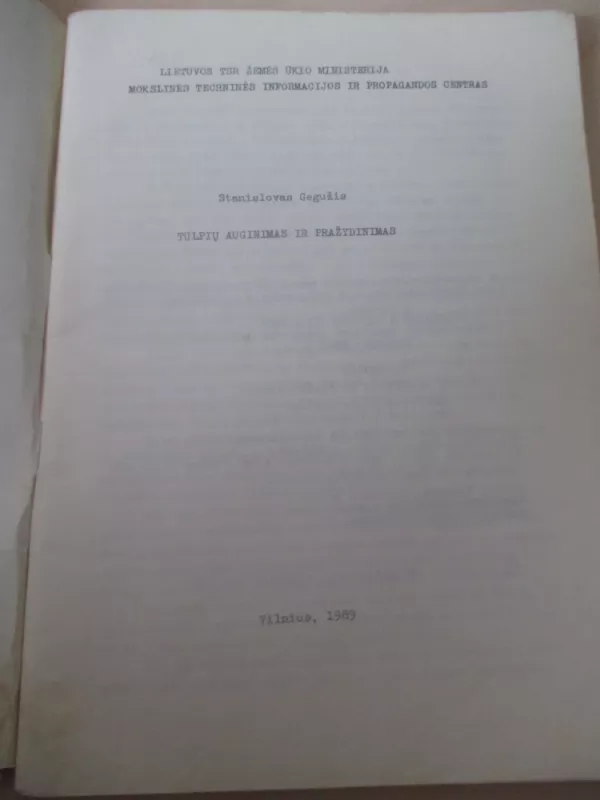 LIETUVOS TSR ŽEMĖS ŪKIO MINISTERIJA
MOKSLINĖS TECHNINĖS INFORMACIJOS IR PROPAGANDOS CENTRAS
Stanislovas Gegužis
TULPIŲ AUGINIMAS IR PRAŽYDINIMAS
Vilnius, 1989